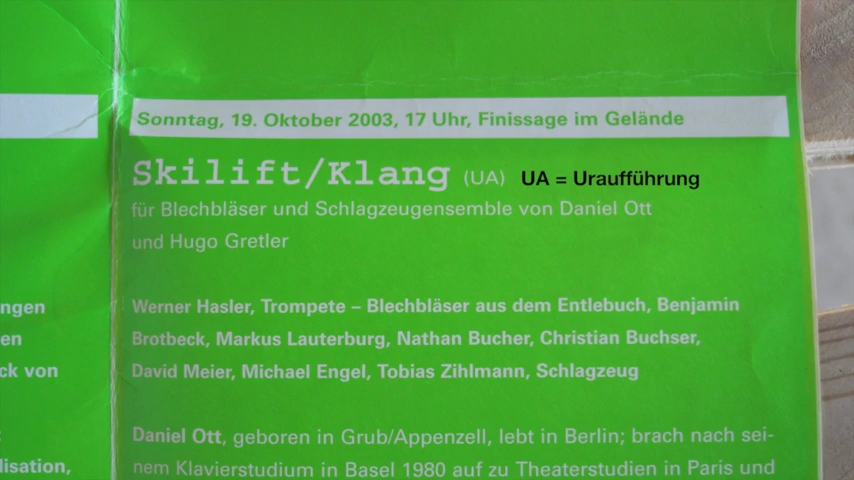 Sonntag, 19. Oktober 2003, 17 Uhr, Finissage im Gelände
Skilift/Klang (UA) UA = Uraufführung
für Blechbläser und Schlagzeugensemble von Daniel Ott
und Hugo Gretler
ngen
en
ck von
lisation,
Werner Hasler, Trompete – Blechbläser aus dem Entlebuch, Benjamin
Brotbeck, Markus Lauterburg, Nathan Bucher, Christian Buchser,
David Meier, Michael Engel, Tobias Zihlmann, Schlagzeug
Daniel Ott, geboren in Grub/Appenzell, lebt in Berlin; brach nach sei-
nem Klavierstudium in Basel 1980 auf zu Theaterstudien in Paris und